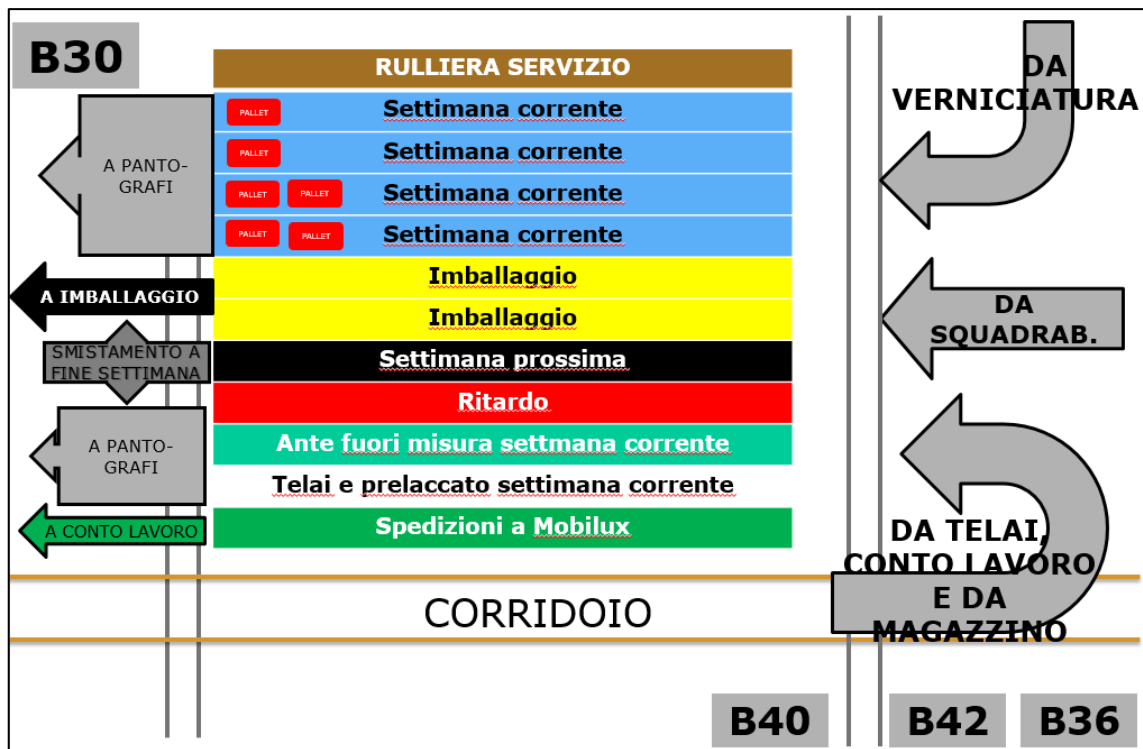 B30
RULLIERA SERVIZIO
DA
VERNICIATURA
PALLET
Settimana corrente
PALLET
Settimana corrente
A PANTO-
GRAFI
PALLET PALLET
Settimana corrente
PALLET PALLET
Settimana corrente
Imballaggio
A IMBALLAGGIO
Imballaggio
DA
SQUADRAB.
SMISTAMENTO A
FINE SETTIMANA
Settimana prossima
Ritardo
A PANTO-
GRAFI
Ante fuori misura settmana corrente
Telai e prelaccato settimana corrente
A CONTO LAVORO
Spedizioni a Mobilux
DA TELAI,
CONTO LAVORO
E DA
MAGAZZINO
CORRIDOIO
B40
B42
B36